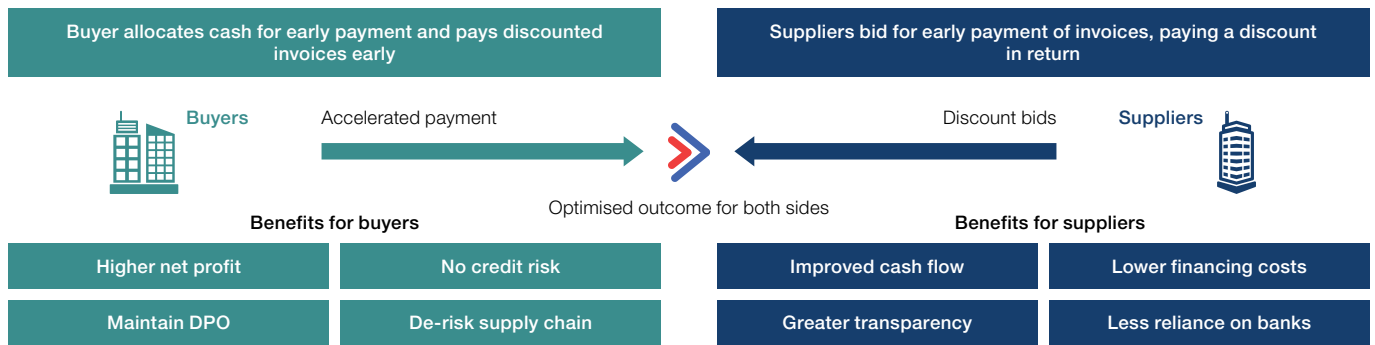 Buyer allocates cash for early payment and pays discounted
invoices early
Suppliers bid for early payment of invoices, paying a discount
in return
Buyers
Accelerated payment
Discount bids
Suppliers
Optimised outcome for both sides
Benefits for buyers
Benefits for suppliers
Higher net profit
No credit risk
Improved cash flow
Lower financing costs
Maintain DPO
De-risk supply chain
Greater transparency
Less reliance on banks